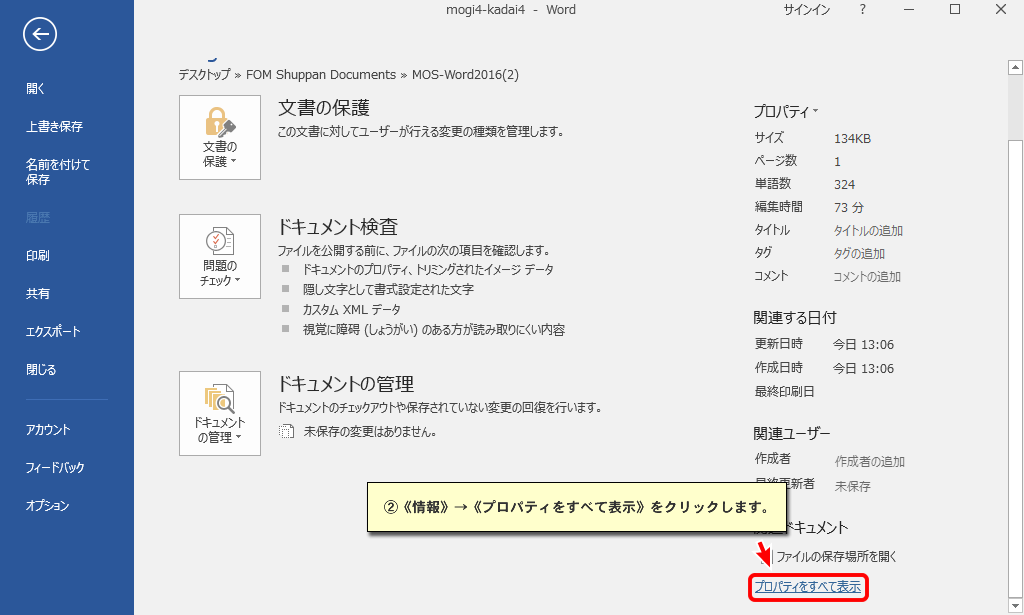 mogi4-kadai4 - Word
サインイン ?
開く
上書き保存
名前を付けて
保存
履歴
印刷
共有
エクスポート
閉じる
アカウント
フィードバック
オプション
デスクトップ » FOM Shuppan Documents » MOS-Word2016(2)
文書の
保護
文書の保護
この文書に対してユーザーが行える変更の種類を管理します。
問題の
チェック
ドキュメント検査
ファイルを公開する前に、ファイルの次の項目を確認します。
ドキュメントのプロパティ、トリミングされたイメージ データ
隠し文字として書式設定された文字
カスタム XML データ
視覚に障碍 (しょうがい) のある方が読み取りにくい内容
ドキュメント
の管理
ドキュメントの管理
ドキュメントのチェックアウトや保存されていない変更の回復を行います。
未保存の変更はありません。
プロパティ
サイズ 134KB
ページ数 1
単語数 324
編集時間 73 分
タイトル タイトルの追加
タグ タグの追加
コメント コメントの追加
関連する日付
更新日時 今日 13:06
作成日時 今日 13:06
最終印刷日
関連ユーザー
作成者 作成者の追加
最終更新者 未保存
②《情報》→《プロパティをすべて表示》をクリックします。
関連ドキュメント
ファイルの保存場所を開く
プロパティをすべて表示